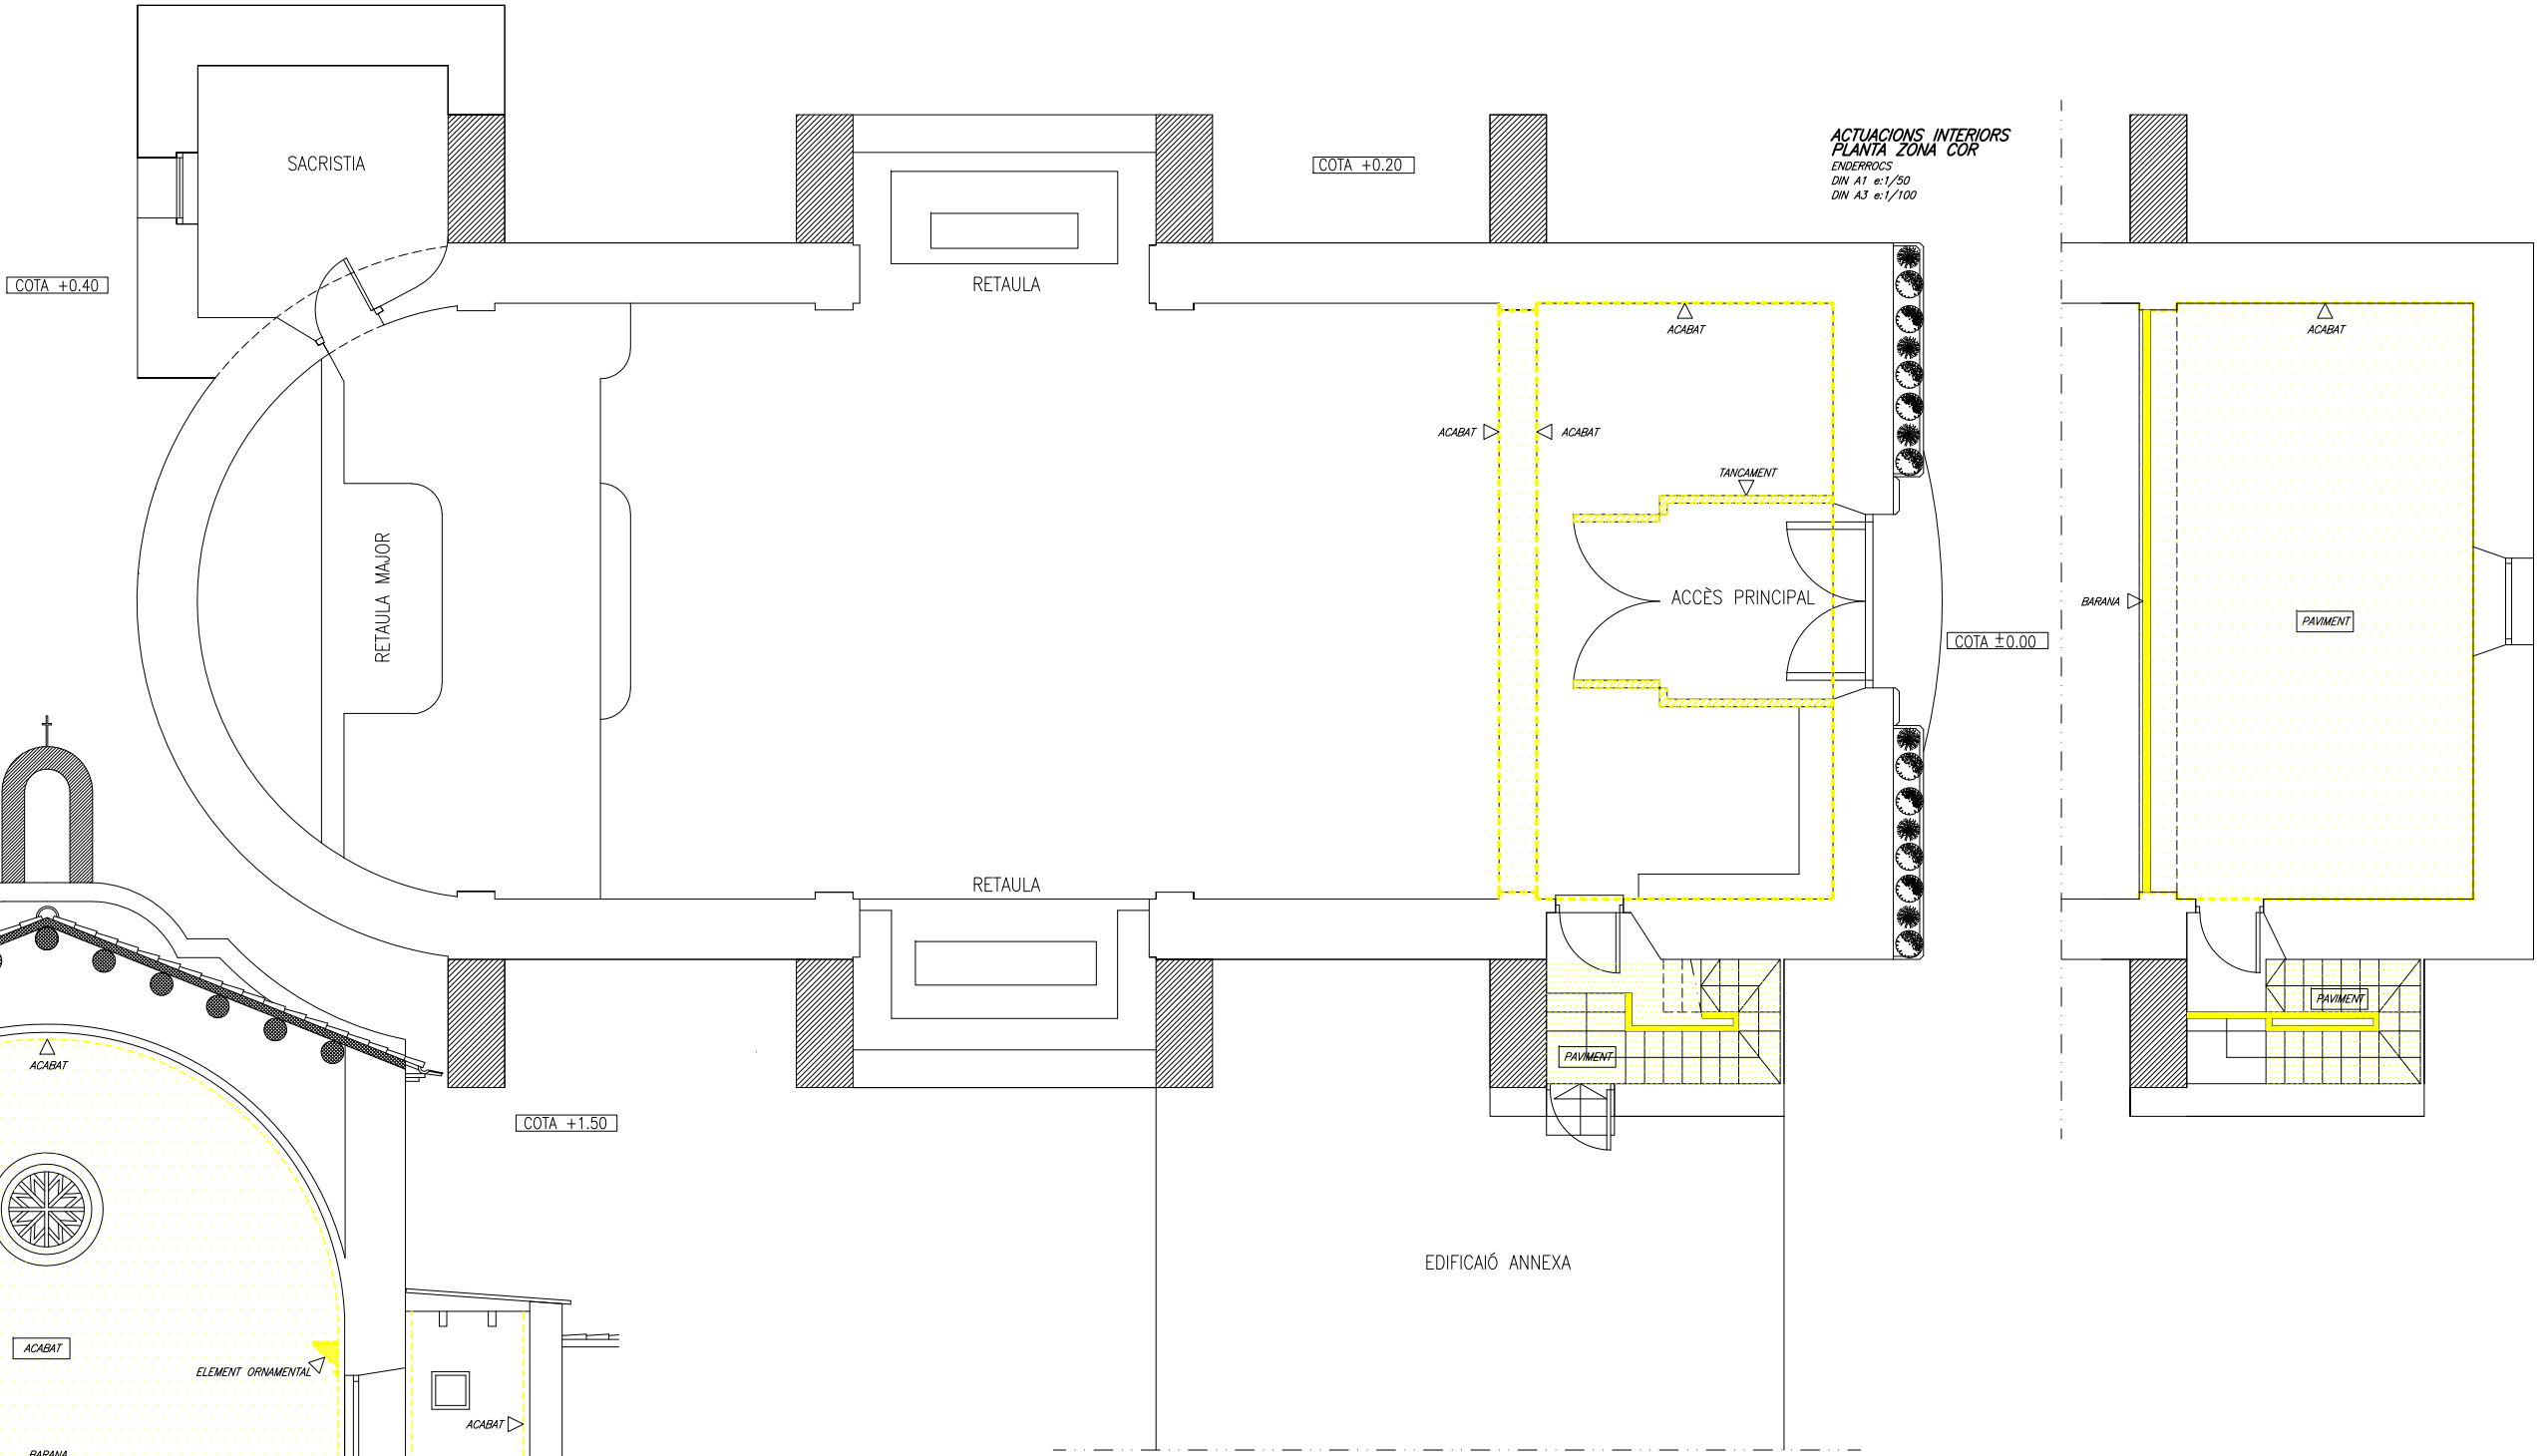 SACRISTIA
COTA +0.20
ACTUACIONS INTERIORS
PLANTA ZONA COR
ENDERROCS
DIN A1 e:1/50
DIN A3 e:1/100
COTA +0.40
RETAULA
ACABAT
ACABAT
ACABAT
ACABAT
TANCAMENT
RETAULA MAJOR
ACCÈS PRINCIPAL
BARANA
PAVIMENT
COTA ±0.00
RETAULA
PAVIMENT
PAVIMENT
ACABAT
COTA +1.50
EDIFICAIÓ ANNEXA
ACABAT
ELEMENT ORNAMENTAL
ACABAT
BARANA